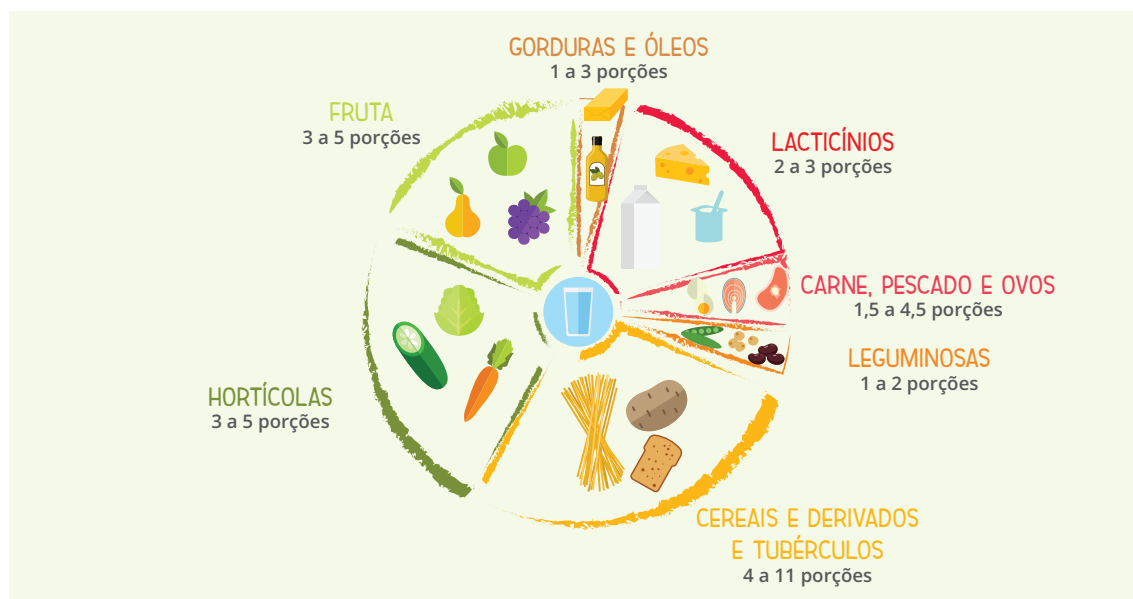 GORDURAS E ÓLEOS
1 a 3 porções
FRUTA
3 a 5 porções
LACTICÍNIOS
2 a 3 porções
CARNE, PESCADO E OVOS
1,5 a 4,5 porções
LEGUMINOSAS
1 a 2 porções
HORTÍCOLAS
3 a 5 porções
CEREAIS E DERIVADOS
E TUBÉRCULOS
4 a 11 porções